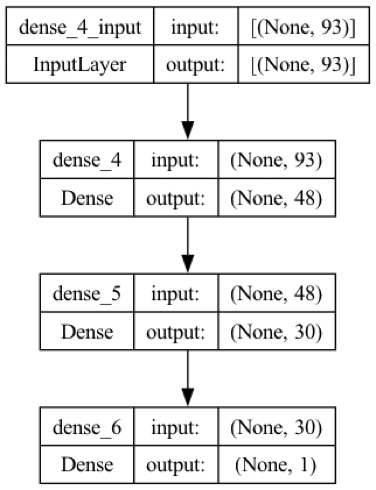 dense_4_input input: [(None, 93)]
InputLayer output: [(None, 93)]
dense_4 input: (None, 93)
Dense output: (None, 48)
dense_5 input: (None, 48)
Dense output: (None, 30)
dense_6 input: (None, 30)
Dense output: (None, 1)